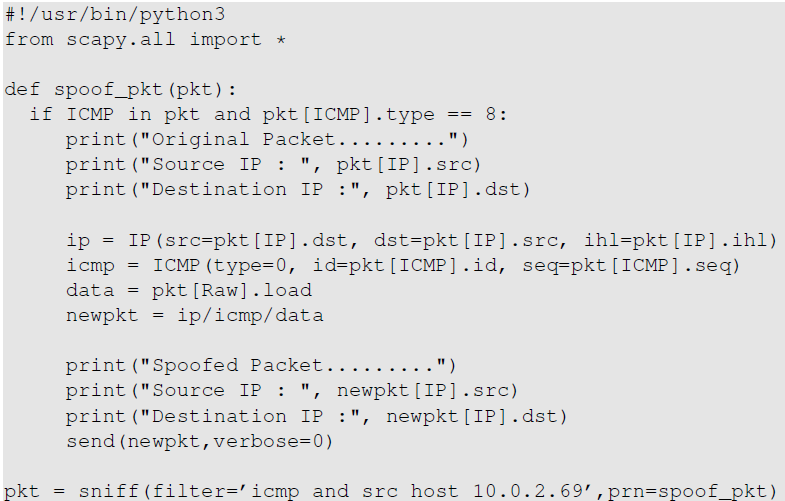 #!/usr/bin/python3
from scapy.all import *

def spoof_pkt(pkt):
  if ICMP in pkt and pkt[ICMP].type == 8:
     print("Original Packet.........")
     print("Source IP : ", pkt[IP].src)
     print("Destination IP :", pkt[IP].dst)

     ip = IP(src=pkt[IP].dst, dst=pkt[IP].src, ihl=pkt[IP].ihl)
     icmp = ICMP(type=0, id=pkt[ICMP].id, seq=pkt[ICMP].seq)
     data = pkt[Raw].load
     newpkt = ip/icmp/data

     print("Spoofed Packet.........")
     print("Source IP : ", newpkt[IP].src)
     print("Destination IP :", newpkt[IP].dst)
     send(newpkt,verbose=0)

pkt = sniff(filter=’icmp and src host 10.0.2.69’,prn=spoof_pkt)